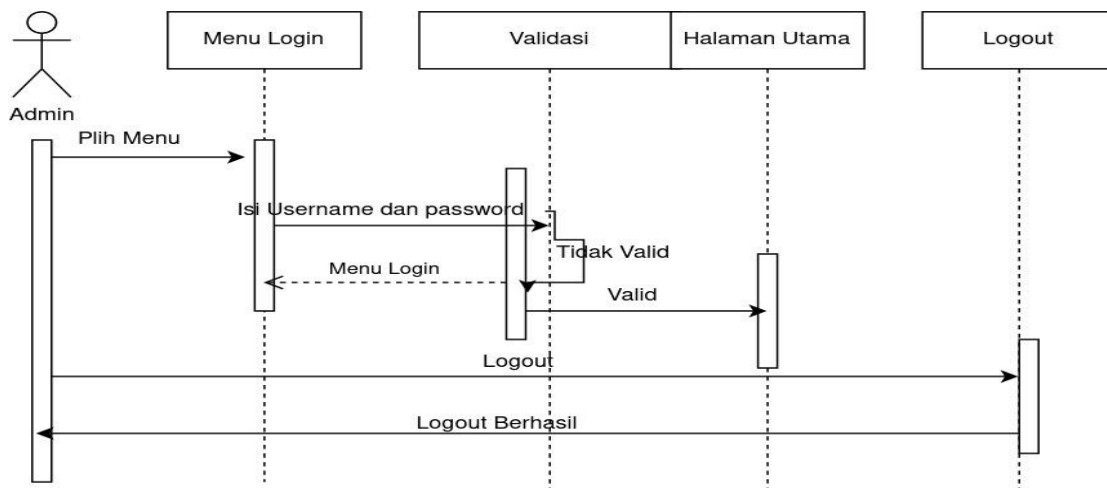 Menu Login
Validasi
Halaman Utama
Logout
Admin
Plih Menu
Isi Username dan password
Tidak Valid
Menu Login
Valid
Logout
Logout Berhasil